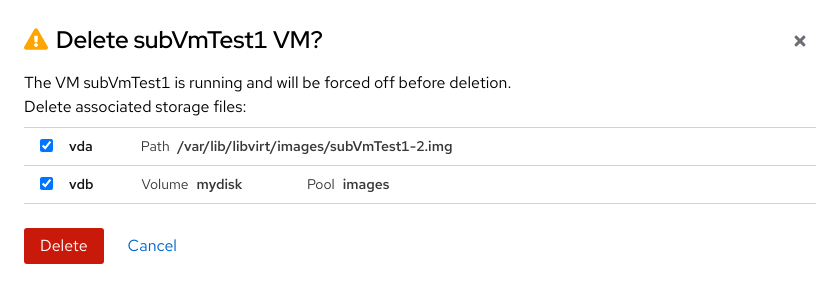 Delete subVmTest1 VM?
The VM subVmTest1 is running and will be forced off before deletion.
Delete associated storage files:
vda Path /var/lib/libvirt/images/subVmTest1-2.img
vdb Volume mydisk Pool images
Delete Cancel